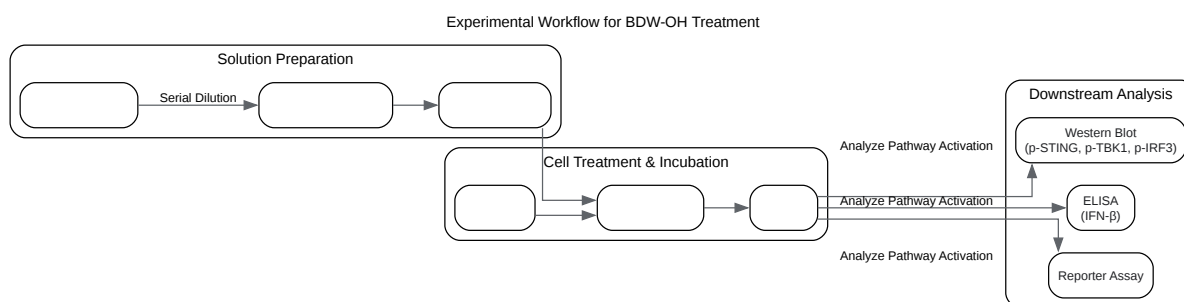 Experimental Workflow for BDW-OH Treatment
Solution Preparation
Serial Dilution
Cell Treatment & Incubation
Analyze Pathway Activation
Analyze Pathway Activation
Analyze Pathway Activation
Downstream Analysis
Western Blot
(p-STING, p-TBK1, p-IRF3)
ELISA
(IFN-β)
Reporter Assay